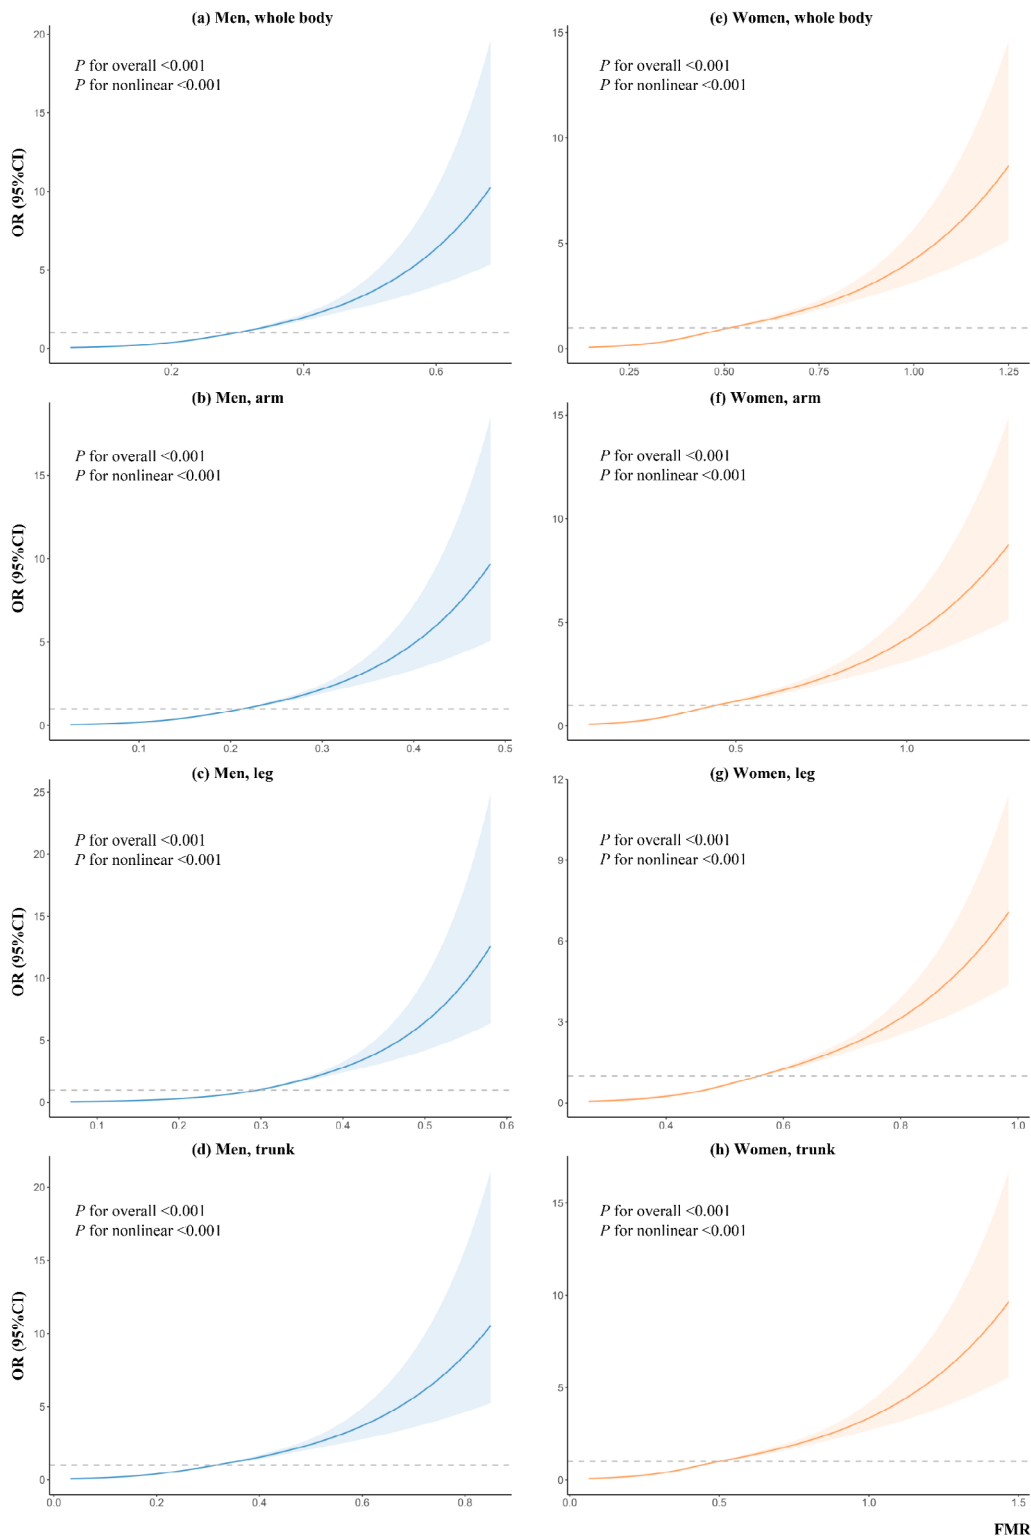 (a) Men, whole body
20
15
10
5
0
OR (95%CI)
P for overall <0.001
P for nonlinear <0.001
0.2 0.4 0.6
(e) Women, whole body
15
10
5
0
P for overall <0.001
P for nonlinear <0.001
0.25 0.50 0.75 1.00 1.25
(b) Men, arm
15
10
5
0
OR (95%CI)
P for overall <0.001
P for nonlinear <0.001
0.1 0.2 0.3 0.4 0.5
(f) Women, arm
15
10
5
0
P for overall <0.001
P for nonlinear <0.001
0.5 1.0
(c) Men, leg
25
20
15
10
5
0
OR (95%CI)
P for overall <0.001
P for nonlinear <0.001
0.1 0.2 0.3 0.4 0.5 0.6
(g) Women, leg
12
9
6
3
0
P for overall <0.001
P for nonlinear <0.001
0.4 0.6 0.8 1.0
(d) Men, trunk
20
15
10
5
0
OR (95%CI)
P for overall <0.001
P for nonlinear <0.001
0.0 0.2 0.4 0.6 0.8
(h) Women, trunk
15
10
5
0
P for overall <0.001
P for nonlinear <0.001
0.0 0.5 1.0 1.5
FMR